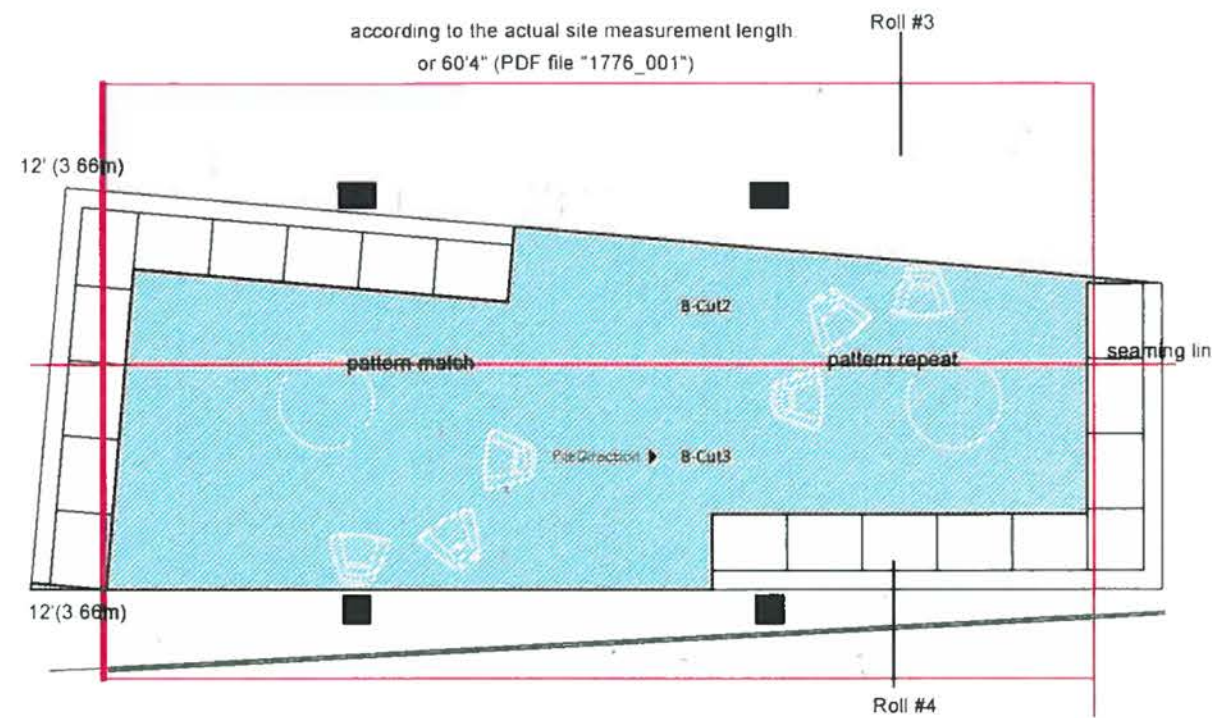 according to the actual site measurement length.
or 60'4" (PDF file "1776_001")
Roll #3
12' (3 66m)
B-Cut2
pattern match
pattern repeat
seaming lin
PileDirection
B-Cut3
12'(3 66m)
Roll #4